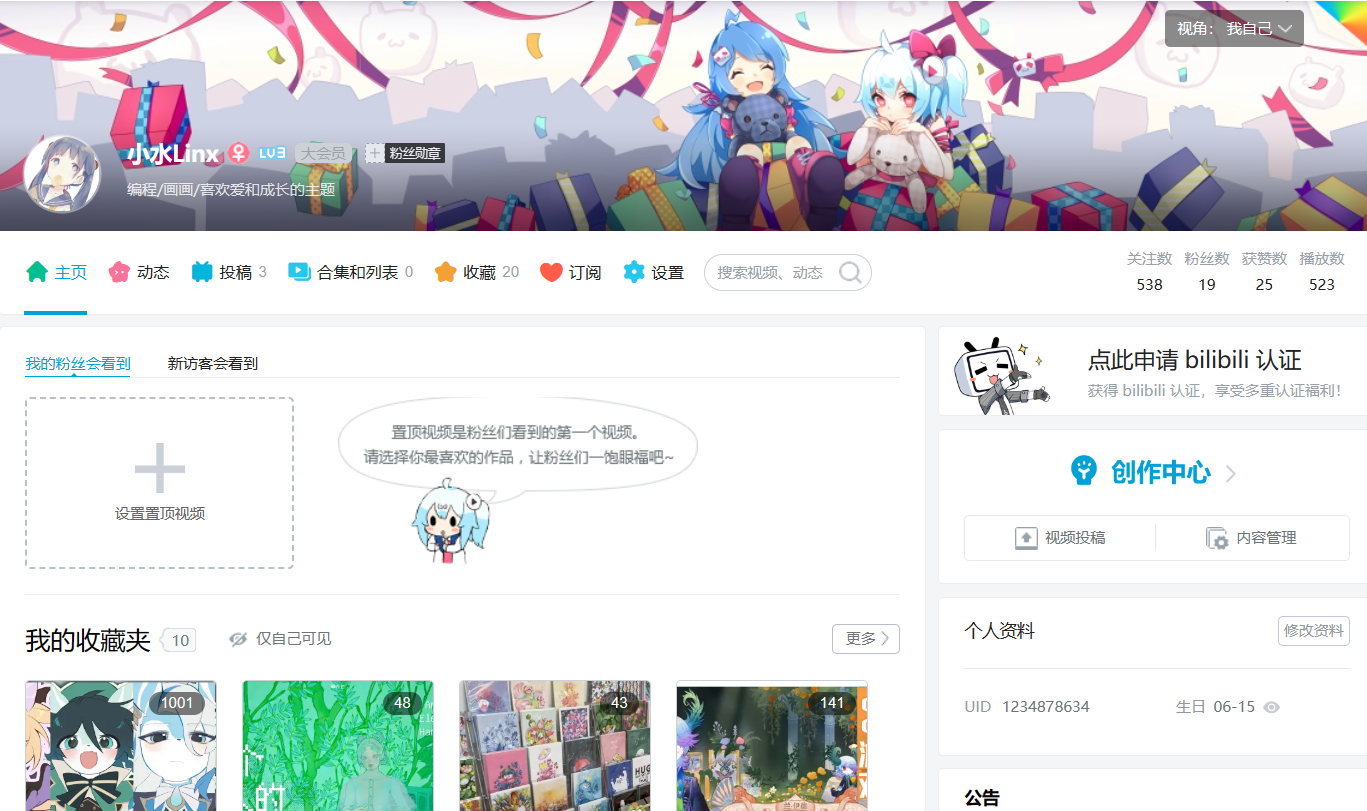 视角： 我自己
小水Linx LV3 大会员 粉丝勋章
编程/画画/喜欢爱和成长的主题
主页 动态 投稿 3 合集和列表 0 收藏 20 订阅 设置 搜索视频、动态
关注数 粉丝数 获赞数 播放数
538 19 25 523
我的粉丝会看到 新访客会看到
置顶视频是粉丝们看到的第一个视频。
请选择你最喜欢的作品，让粉丝们一饱眼福吧~
设置置顶视频
点此申请 bilibili 认证
获得 bilibili 认证，享受多重认证福利！
创作中心
视频投稿 内容管理
我的收藏夹 10 仅自己可见 更多
1001 48 43 141
的
个人资料 修改资料
UID 1234878634 生日 06-15
公告